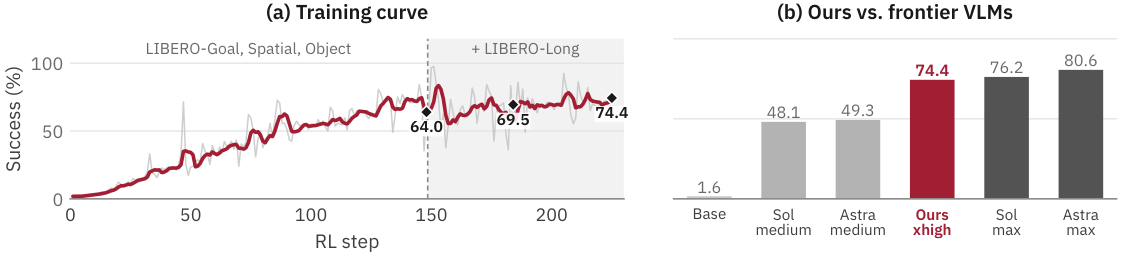 (a) Training curve
LIBERO-Goal, Spatial, Object
+ LIBERO-Long
Success (%)
100
50
0
64.0
69.5
74.4
0
50
100
150
200
RL step
(b) Ours vs. frontier VLMs
1.6
48.1
49.3
74.4
76.2
80.6
Base
Sol
medium
Astra
medium
Ours
xhigh
Sol
max
Astra
max